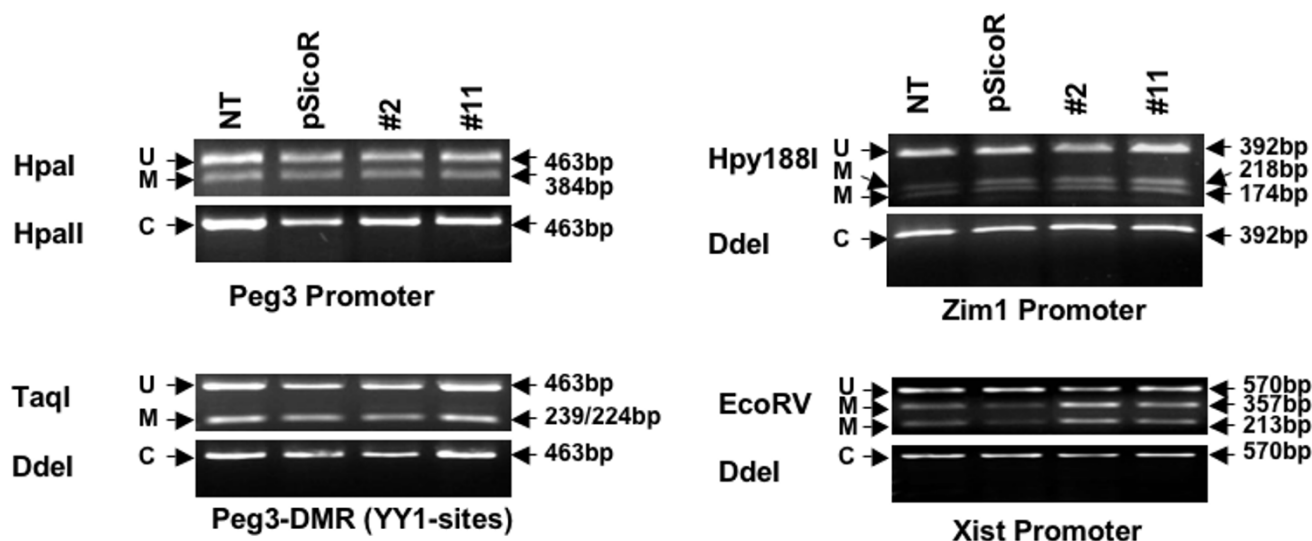 NT pSicoR #2 #11
HpaI U M 463bp
384bp
HpaII C 463bp
Peg3 Promoter
NT pSicoR #2 #11
Hpy188I U M M 392bp
218bp
174bp
DdeI C 392bp
Zim1 Promoter
TaqI U M 463bp
239/224bp
DdeI C 463bp
Peg3-DMR (YY1-sites)
EcoRV U M M 570bp
357bp
213bp
DdeI C 570bp
Xist Promoter